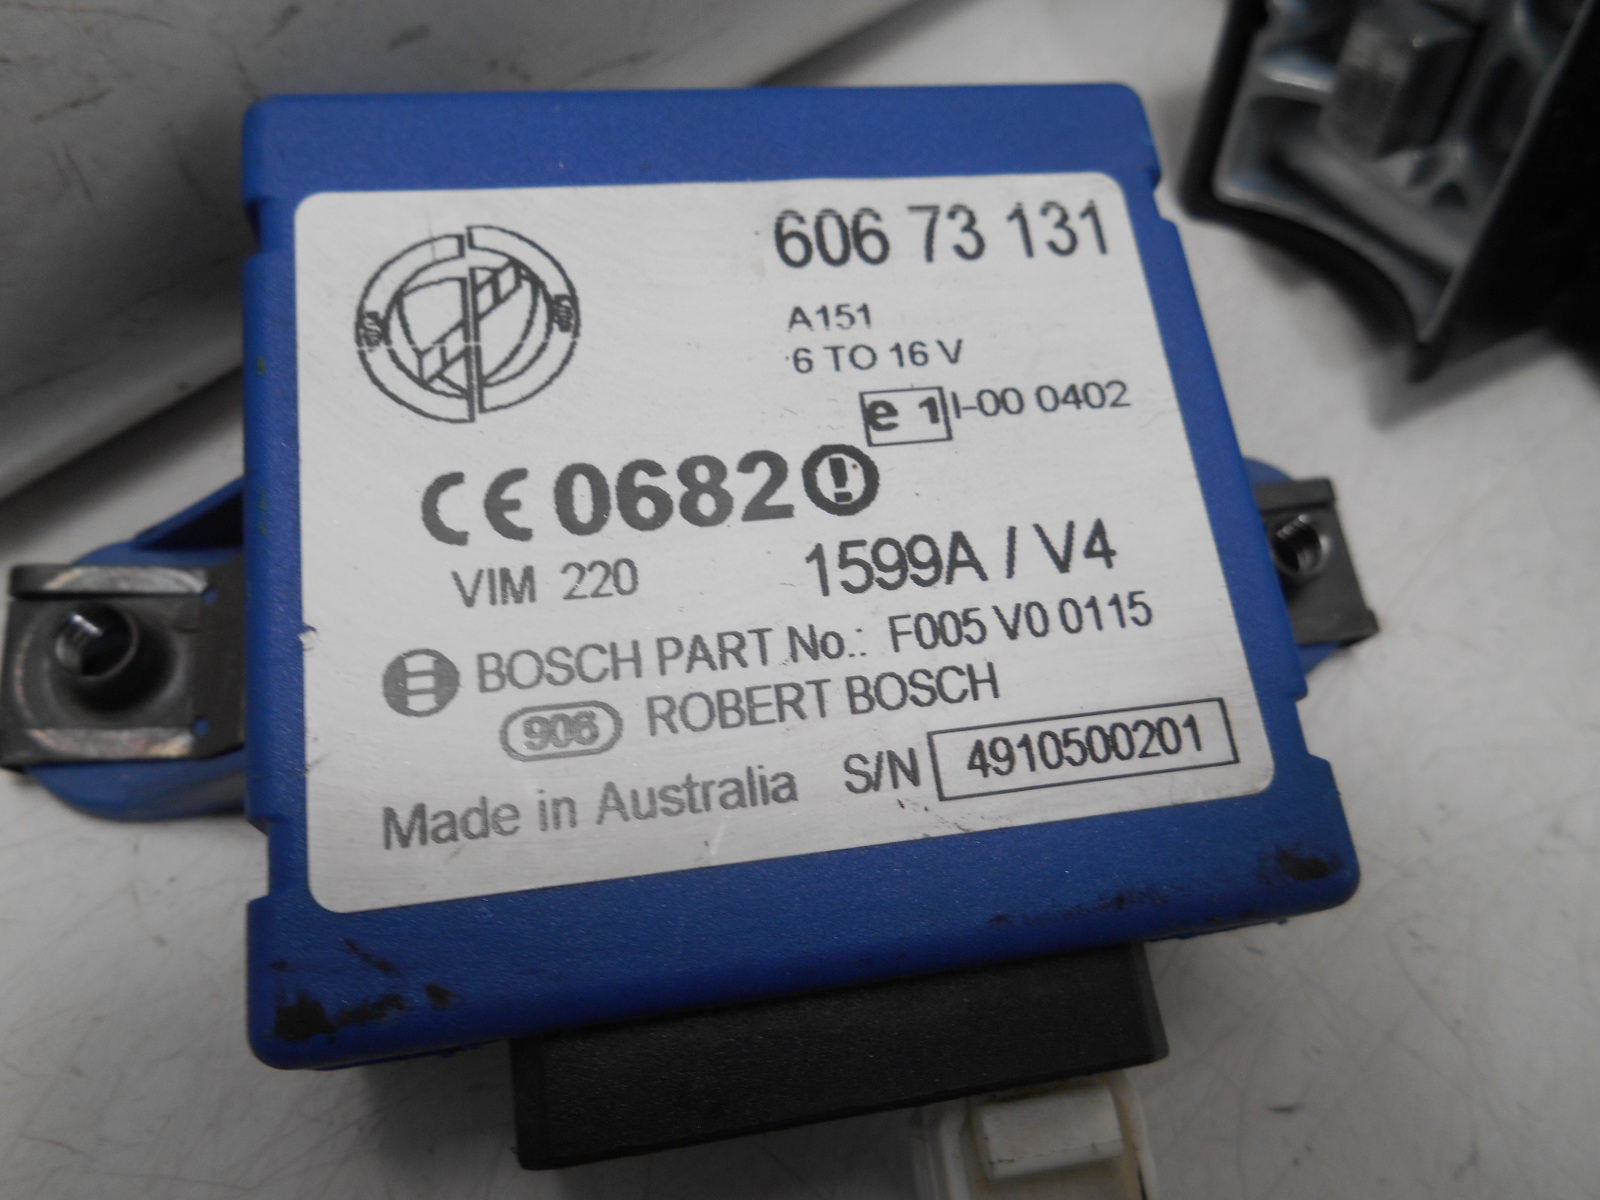 606 73 131
A151
6 TO 16 V
e 1 I-00 0402
CE 0682
VIM 220 1599A / V4
BOSCH PART No.: F005 V0 0115
906 ROBERT BOSCH
Made in Australia S/N 4910500201